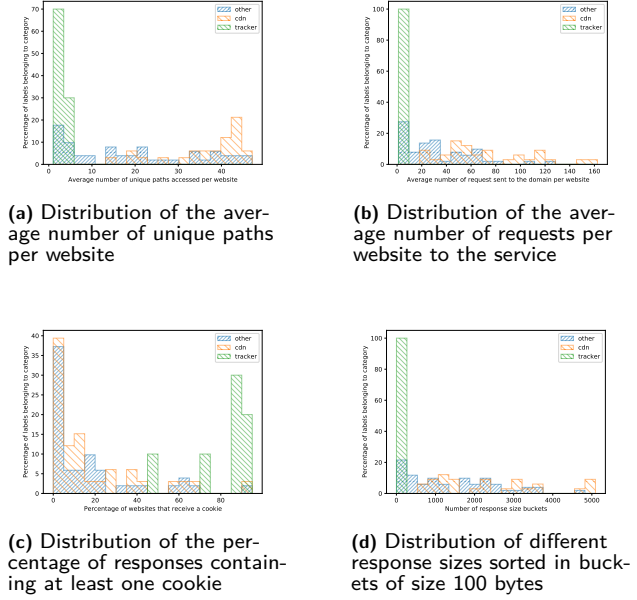 70
60
50
40
30
20
10
0
Percentage of labels belonging to category
other
cdn
tracker
0 10 20 30 40
Average number of unique paths accessed per website
(a) Distribution of the aver-
age number of unique paths
per website
100
80
60
40
20
0
Percentage of labels belonging to category
other
cdn
tracker
0 20 40 60 80 100 120 140 160
Average number of request sent to the domain per website
(b) Distribution of the aver-
age number of requests per
website to the service
40
35
30
25
20
15
10
5
0
Percentage of labels belonging to category
other
cdn
tracker
0 20 40 60 80
Percentage of websites that receive a cookie
(c) Distribution of the per-
centage of responses contain-
ing at least one cookie
100
80
60
40
20
0
Percentage of labels belonging to category
other
cdn
tracker
0 1000 2000 3000 4000 5000
Number of response size buckets
(d) Distribution of different
response sizes sorted in buck-
ets of size 100 bytes